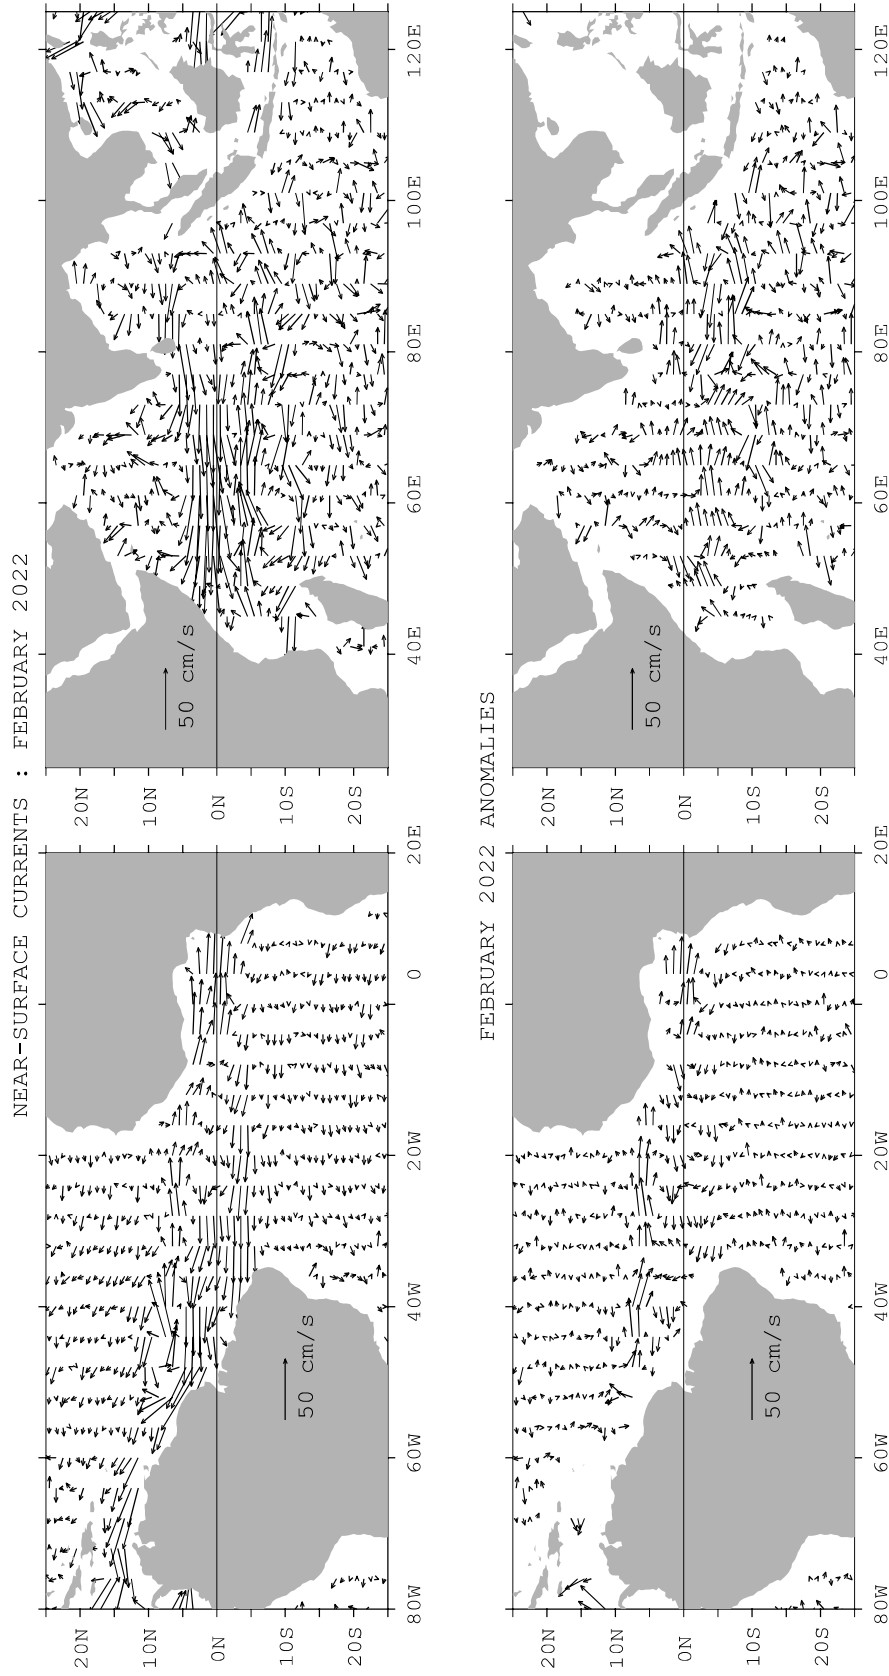 NEAR-SURFACE CURRENTS : FEBRUARY 2022
20N
10N
0N
10S
20S
50 cm/s
80W 60W 40W 20W 0 20E
20N
10N
0N
10S
20S
50 cm/s
40E 60E 80E 100E 120E
FEBRUARY 2022 ANOMALIES
20N
10N
0N
10S
20S
50 cm/s
80W 60W 40W 20W 0 20E
20N
10N
0N
10S
20S
50 cm/s
40E 60E 80E 100E 120E